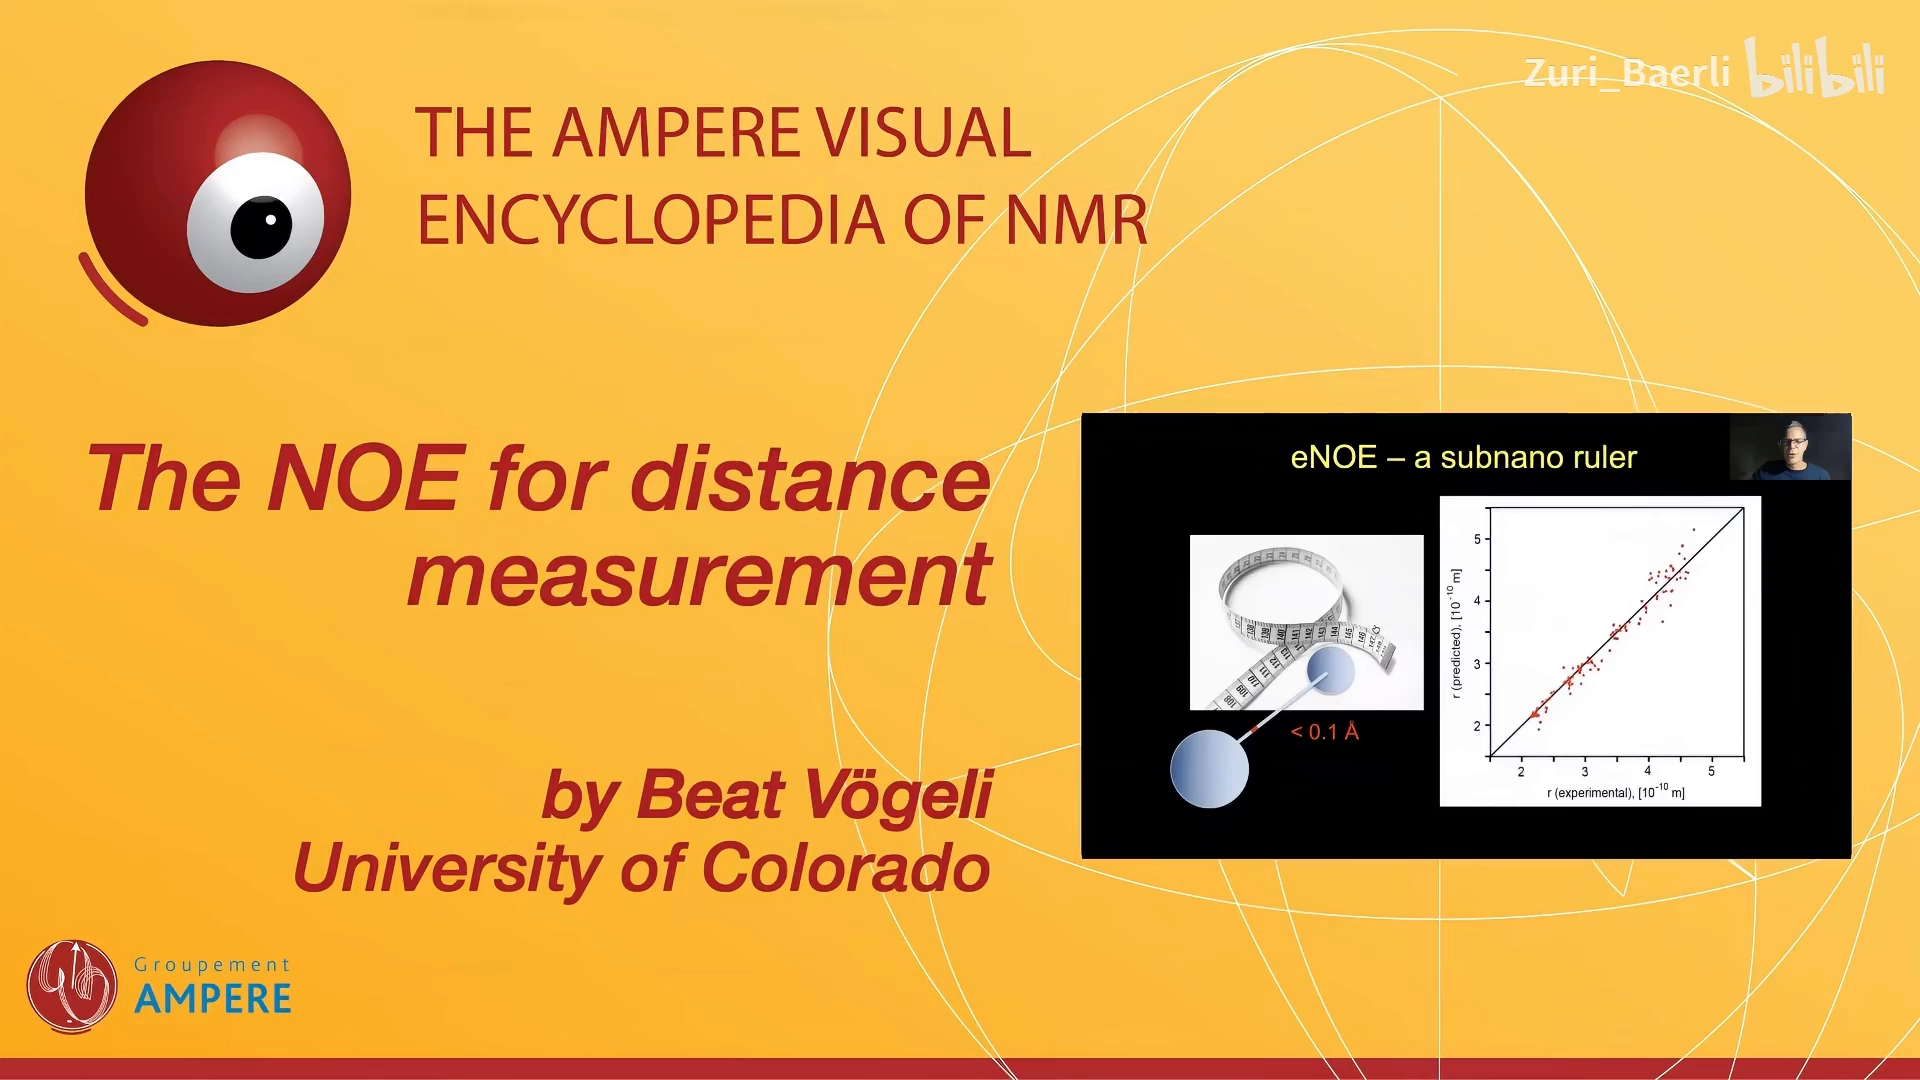 Zuri_Baerli bilibili
THE AMPERE VISUAL
ENCYCLOPEDIA OF NMR
The NOE for distance
measurement
by Beat Vögeli
University of Colorado
eNOE – a subnano ruler
< 0.1 Å
r (predicted), [10⁻¹⁰ m]
5
4
3
2
2 3 4 5
r (experimental), [10⁻¹⁰ m]
Groupement
AMPERE